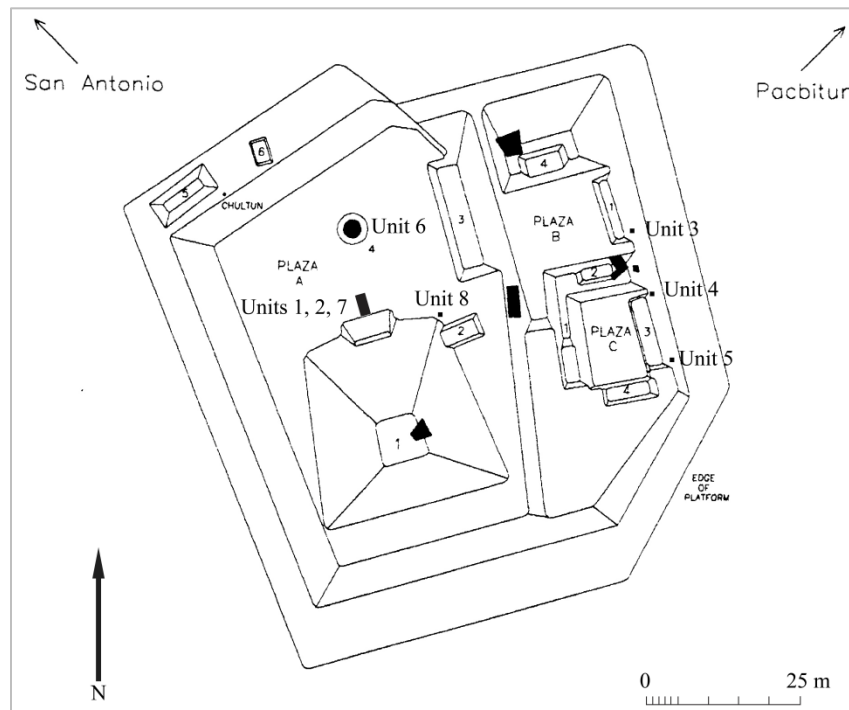 San Antonio
Pacbitun
6
5
CHULTUN
4
3
1
Unit 6
4
PLAZA
B
Unit 3
PLAZA
A
2
Unit 4
Units 1, 2, 7
Unit 8
2
1
PLAZA
C
3
Unit 5
4
1
EDGE
OF
PLATFORM
N
0 25 m